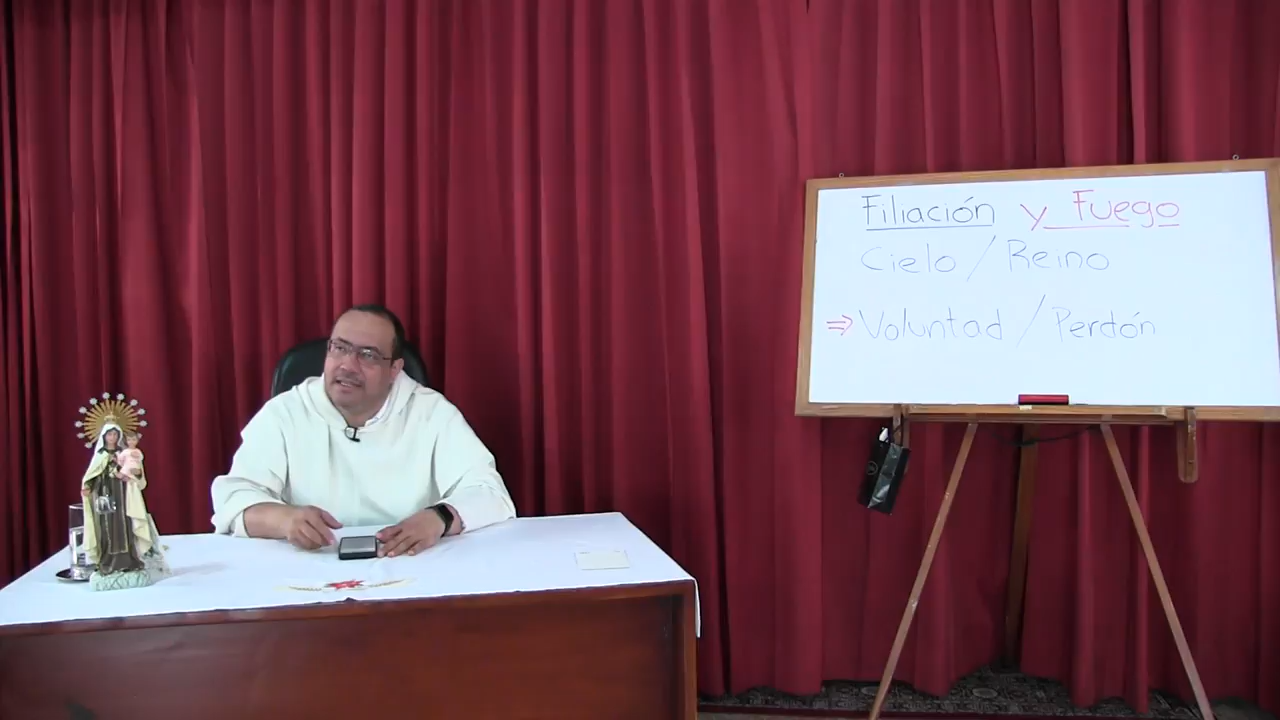 Filiación y Fuego
Cielo / Reino
⇒ Voluntad / Perdón